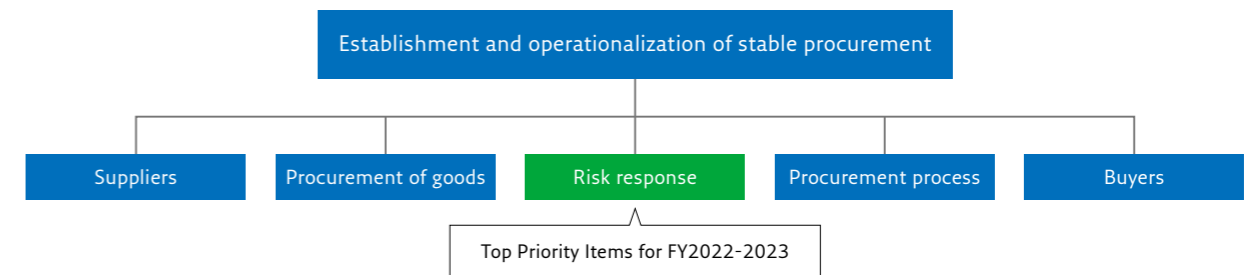 Establishment and operationalization of stable procurement
Suppliers
Procurement of goods
Risk response
Procurement process
Buyers
Top Priority Items for FY2022-2023